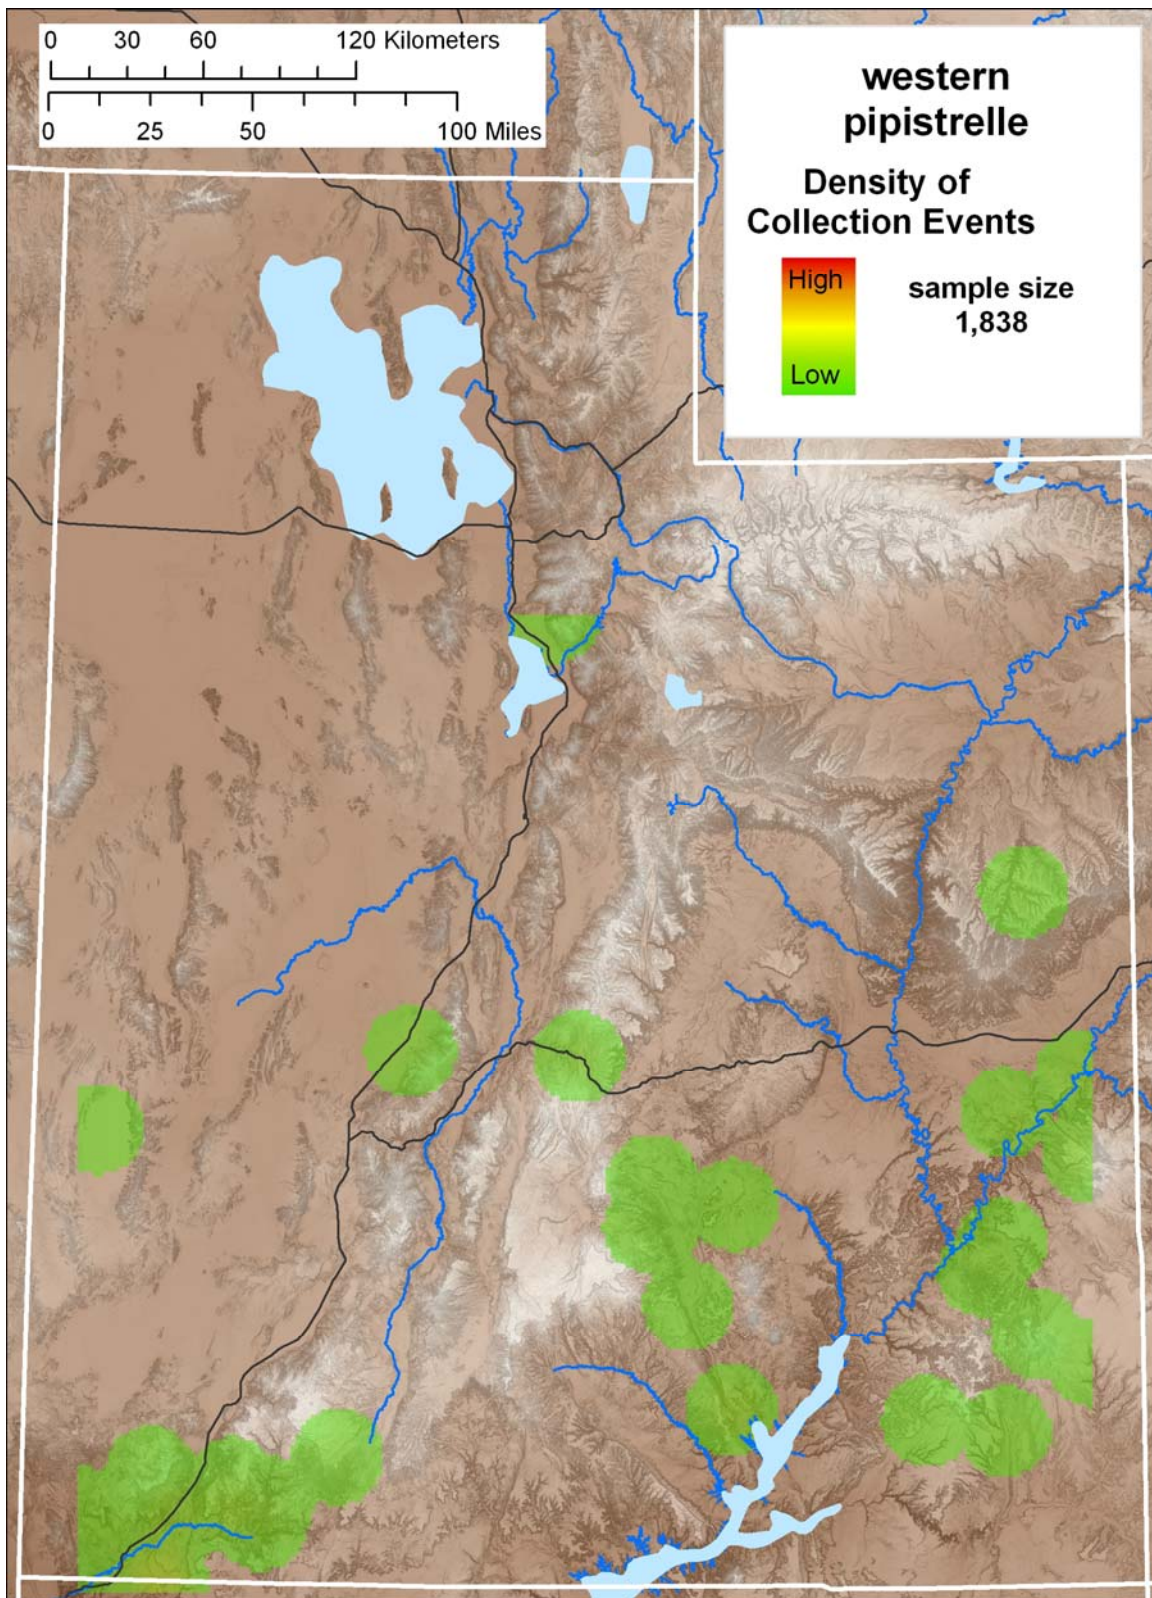 0 30 60 120 Kilometers
0 25 50 100 Miles
western
pipistrelle
Density of
Collection Events
High
Low
sample size
1,838